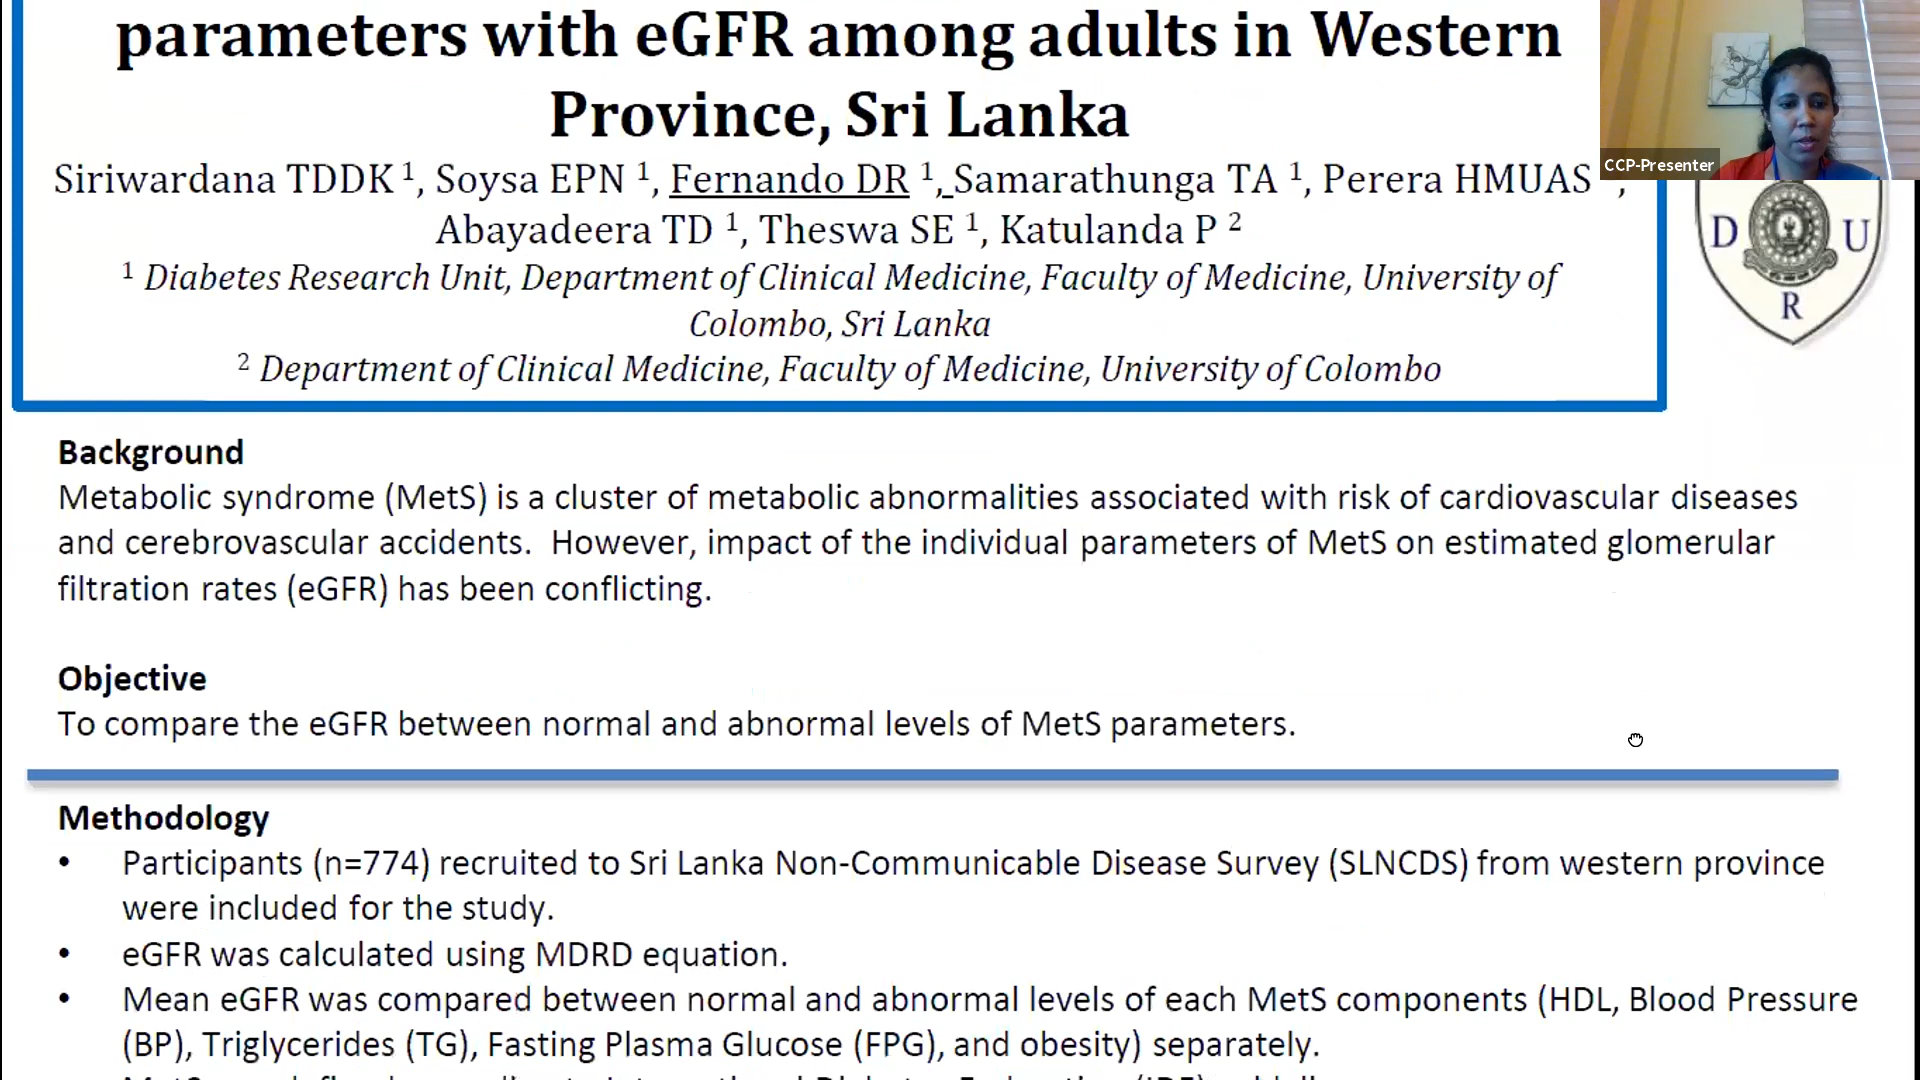 parameters with eGFR among adults in Western
Province, Sri Lanka
CCP-Presenter
Siriwardana TDDK ¹, Soysa EPN ¹, Fernando DR ¹, Samarathunga TA ¹, Perera HMUAS ,
Abayadeera TD ¹, Theswa SE ¹, Katulanda P ²
¹ Diabetes Research Unit, Department of Clinical Medicine, Faculty of Medicine, University of
Colombo, Sri Lanka
² Department of Clinical Medicine, Faculty of Medicine, University of Colombo
D U
R
Background
Metabolic syndrome (MetS) is a cluster of metabolic abnormalities associated with risk of cardiovascular diseases
and cerebrovascular accidents. However, impact of the individual parameters of MetS on estimated glomerular
filtration rates (eGFR) has been conflicting.
Objective
To compare the eGFR between normal and abnormal levels of MetS parameters.
Methodology
• Participants (n=774) recruited to Sri Lanka Non-Communicable Disease Survey (SLNCDS) from western province
were included for the study.
• eGFR was calculated using MDRD equation.
• Mean eGFR was compared between normal and abnormal levels of each MetS components (HDL, Blood Pressure
(BP), Triglycerides (TG), Fasting Plasma Glucose (FPG), and obesity) separately.